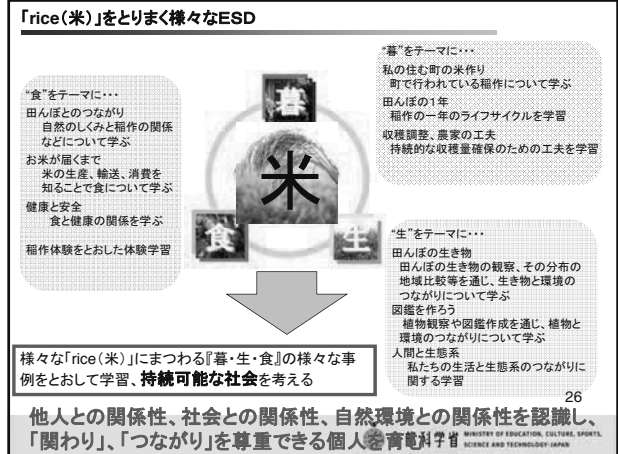 「rice(米)」をとりまく様々なESD
“食”をテーマに・・・
田んぼとのつながり
自然のしくみと稲作の関係
などについて学ぶ
お米が届くまで
米の生産、輸送、消費を
知ることで食について学ぶ
健康と安全
食と健康の関係を学ぶ
稲作体験をとおした体験学習
暮
米
食
生
“暮”をテーマに・・・
私の住む町の米作り
町で行われている稲作について学ぶ
田んぼの1年
稲作の一年のライフサイクルを学習
収穫調整、農家の工夫
持続的な収穫量確保のための工夫を学習
“生”をテーマに・・・
田んぼの生き物
田んぼの生き物の観察、その分布の
地域比較等を通じ、生き物と環境の
つながりについて学ぶ
図鑑を作ろう
植物観察や図鑑作成を通じ、植物と
環境のつながりについて学ぶ
人間と生態系
私たちの生活と生態系のつながりに
関する学習
様々な「rice(米)」にまつわる『暮・生・食』の様々な事
例をとおして学習、持続可能な社会を考える
26
他人との関係性、社会との関係性、自然環境との関係性を認識し、
「関わり」、「つながり」を尊重できる個人を育む
MINISTRY OF EDUCATION, CULTURE, SPORTS,
SCIENCE AND TECHNOLOGY-JAPAN